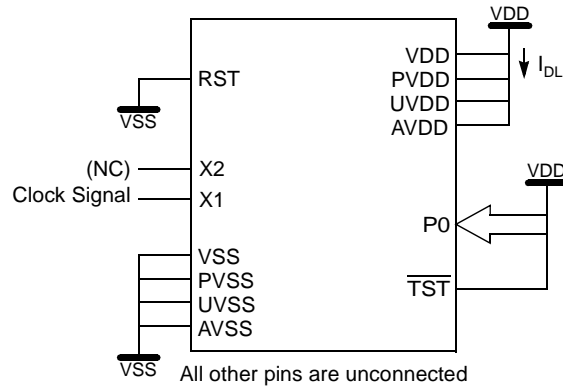 VDD
VDD
I_DL
PVDD
UVDD
AVDD
RST
VSS
(NC)
X2
Clock Signal
X1
VDD
P0
TST
VSS
PVSS
UVSS
AVSS
VSS
All other pins are unconnected